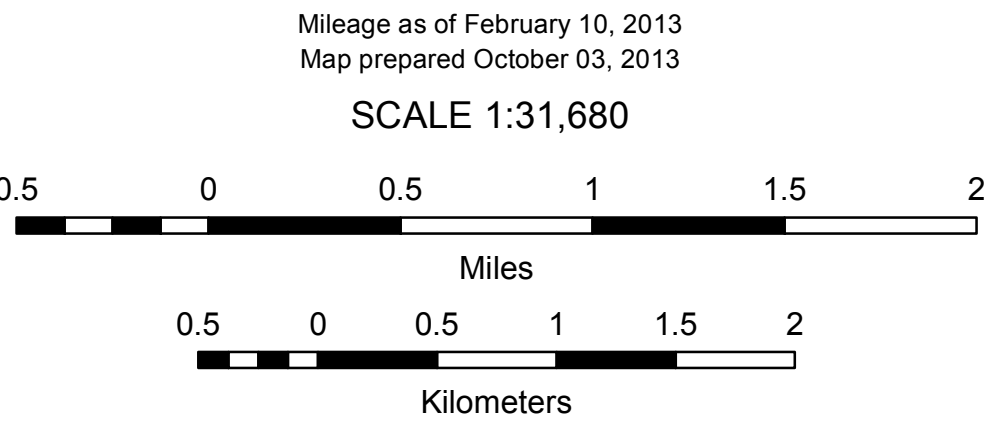 Mileage as of February 10, 2013
Map prepared October 03, 2013
SCALE 1:31,680
0.5 0 0.5 1 1.5 2
Miles
0.5 0 0.5 1 1.5 2
Kilometers